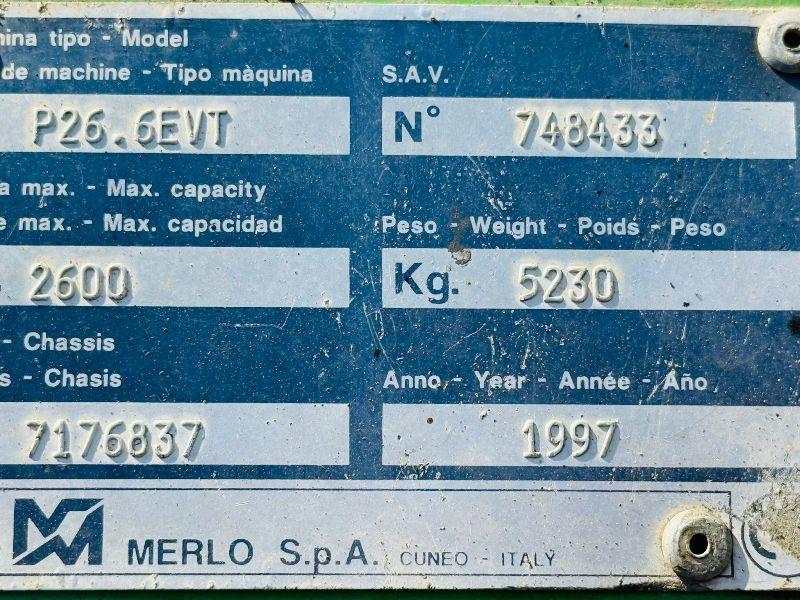 ina tipo - Model
de machine - Tipo màquina
P26.6EVT
S.A.V.
N° 748433
a max. - Max. capacity
e max. - Max. capacidad
2600
Peso - Weight - Poids - Peso
Kg. 5230
- Chassis
s - Chasis
7176837
Anno - Year - Année - Año
1997
MERLO S.p.A. CUNEO - ITALY